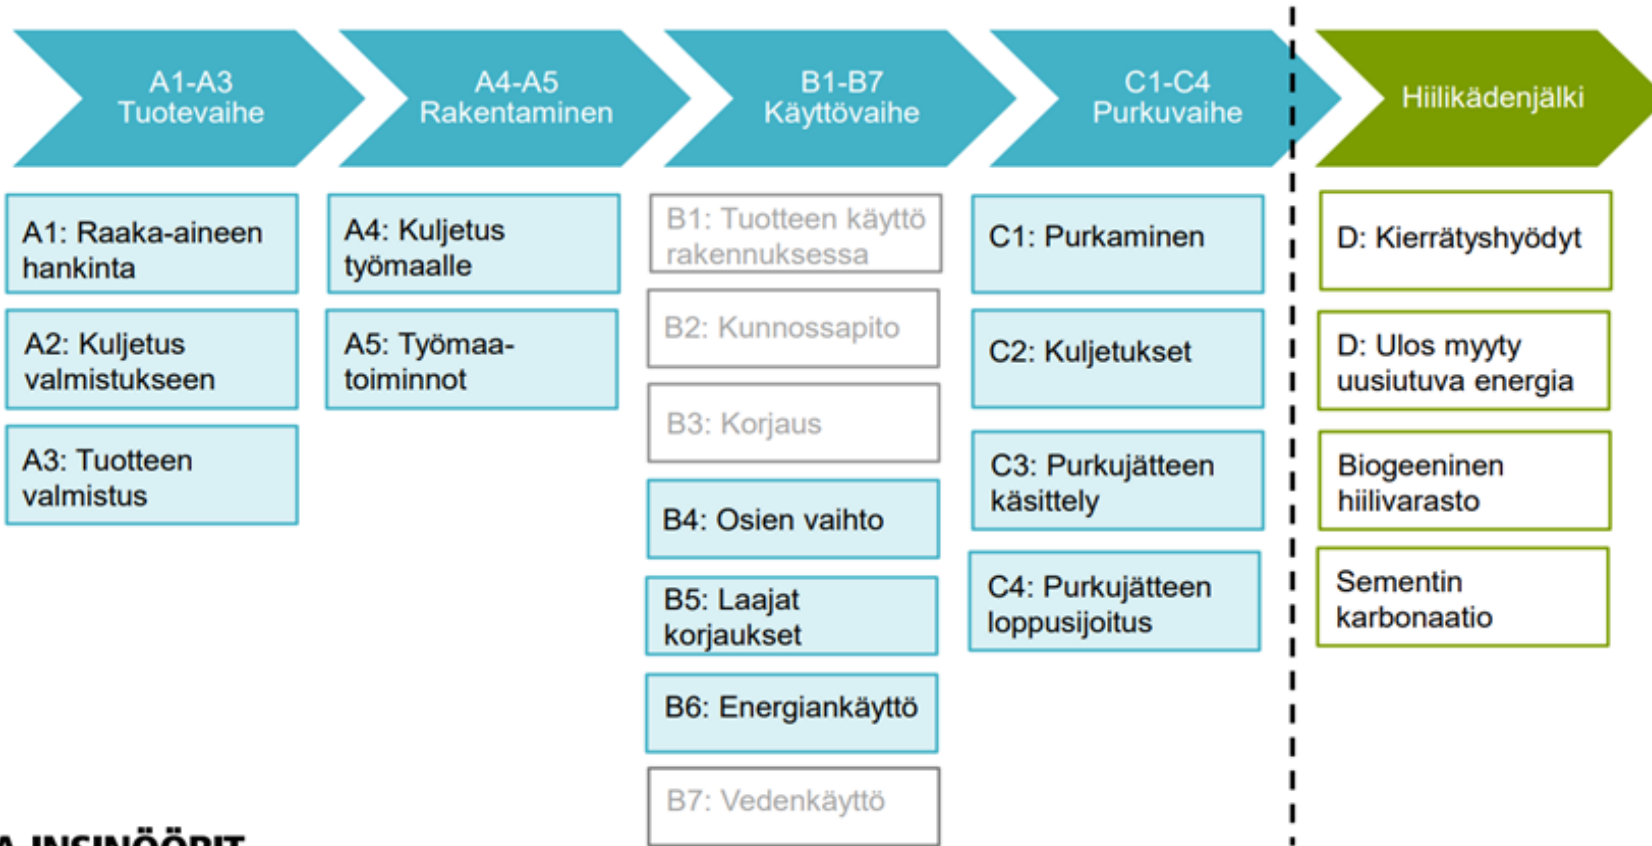 A1-A3
Tuotevaihe
A4-A5
Rakentaminen
B1-B7
Käyttövaihe
C1-C4
Purkuvaihe
Hiilikädenjälki
A1: Raaka-aineen
hankinta
A2: Kuljetus
valmistukseen
A3: Tuotteen
valmistus
A4: Kuljetus
työmaalle
A5: Työmaa-
toiminnot
B1: Tuotteen käyttö
rakennuksessa
B2: Kunnossapito
B3: Korjaus
B4: Osien vaihto
B5: Laajat
korjaukset
B6: Energiankäyttö
B7: Vedenkäyttö
C1: Purkaminen
C2: Kuljetukset
C3: Purkujätteen
käsittely
C4: Purkujätteen
loppusijoitus
D: Kierrätyshyödyt
D: Ulos myyty
uusiutuva energia
Biogeeninen
hiilivarasto
Sementin
karbonaatio
A-INSINÖÖRIT